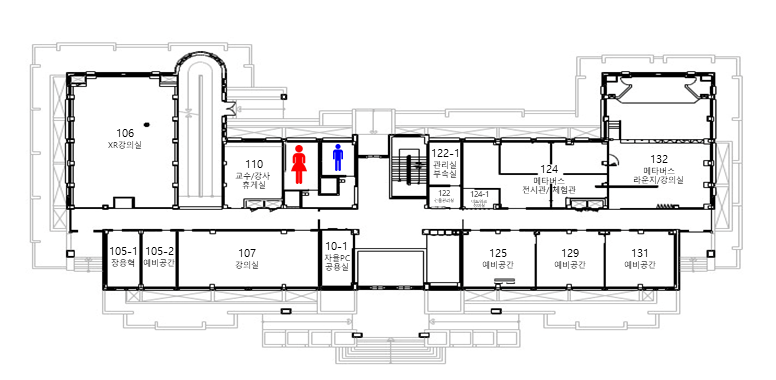 106
XR강의실
110
교수/강사
휴게실
122-1
관리실
부속실
122
124-1
124
메타버스
전시관/체험관
132
메타버스
라운지/강의실
105-1
장용혁
105-2
예비공간
107
강의실
10-1
자율PC
공용실
125
예비공간
129
예비공간
131
예비공간